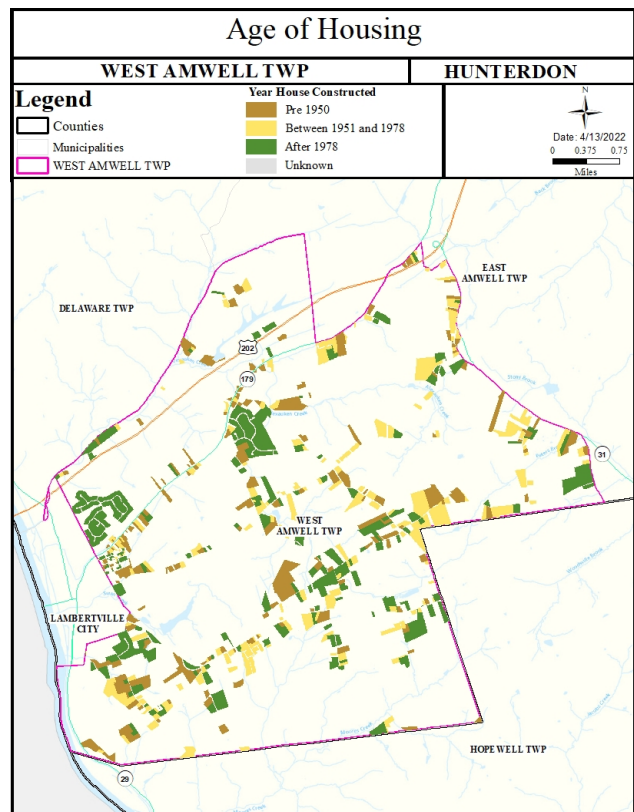 Age of Housing
WEST AMWELL TWP
HUNTERDON
Legend
Counties
Municipalities
WEST AMWELL TWP
Year House Constructed
Pre 1950
Between 1951 and 1978
After 1978
Unknown
N
Date: 4/13/2022
0 0.375 0.75
Miles
EAST
AMWELL TWP
DELAWARE TWP
202
179
31
WEST
AMWELL TWP
LAMBERTVILLE
CITY
HOPEWELL TWP
29